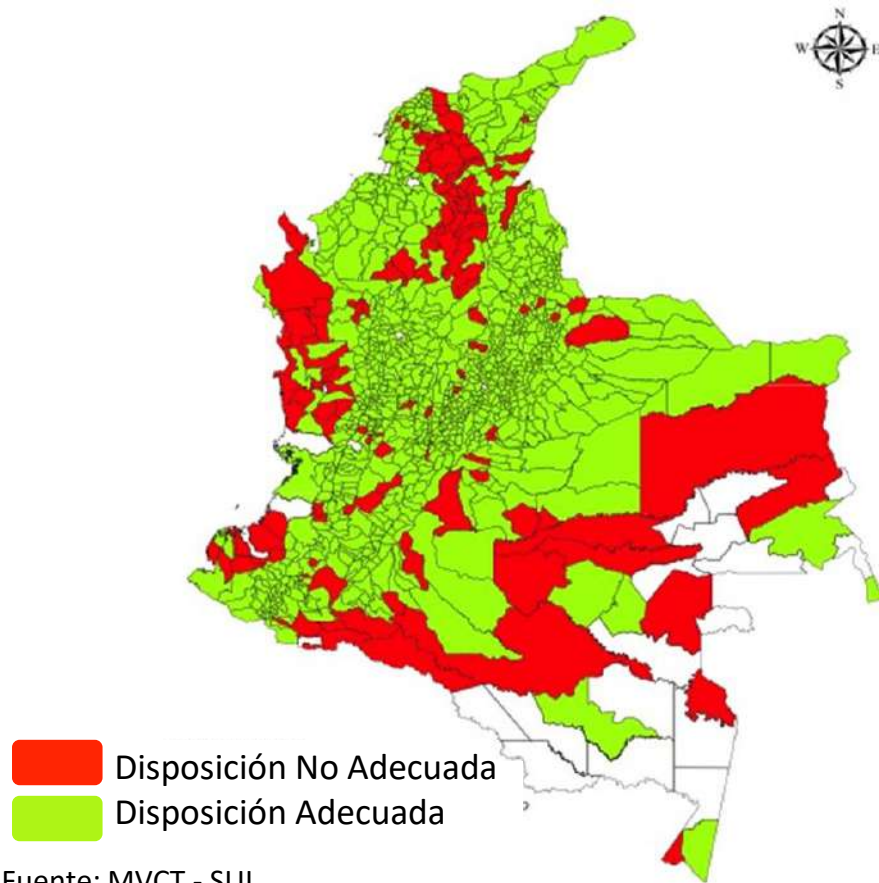 N
W E
S
Disposición No Adecuada
Disposición Adecuada
Fuente: MVCT - SUI